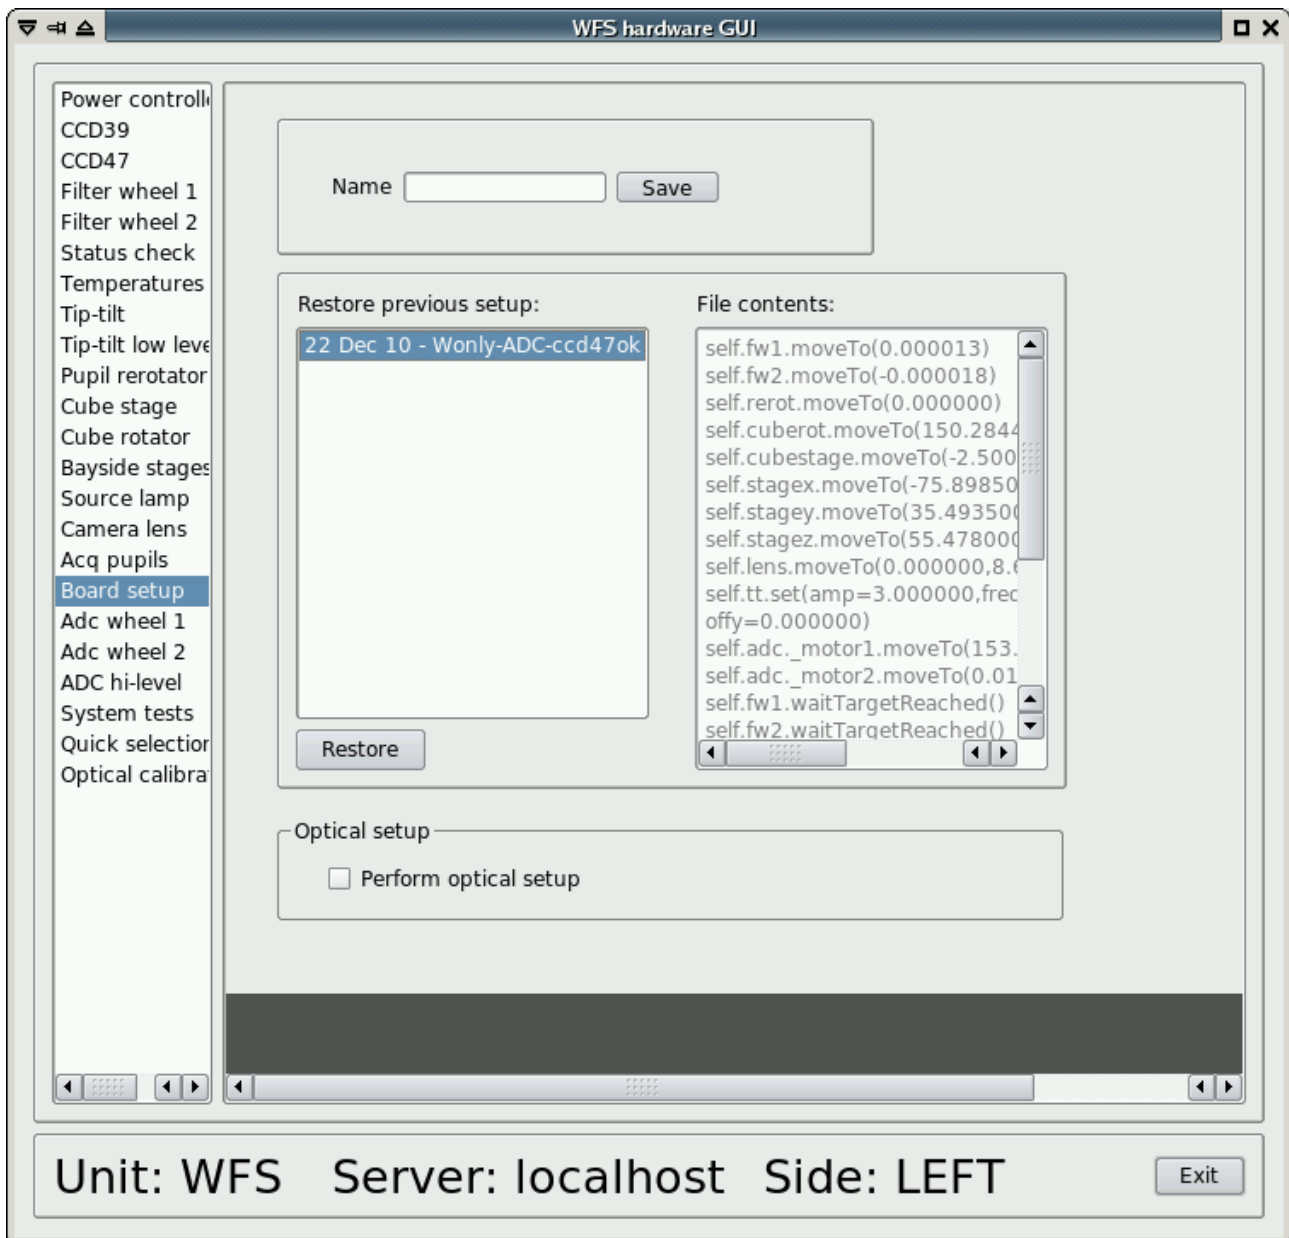 WFS hardware GUI
Power controlle
CCD39
CCD47
Filter wheel 1
Filter wheel 2
Status check
Temperatures
Tip-tilt
Tip-tilt low leve
Pupil rerotator
Cube stage
Cube rotator
Bayside stages
Source lamp
Camera lens
Acq pupils
Board setup
Adc wheel 1
Adc wheel 2
ADC hi-level
System tests
Quick selection
Optical calibra
Name
Save
Restore previous setup:
22 Dec 10 - Wonly-ADC-ccd47ok
Restore
File contents:
self.fw1.moveTo(0.000013)
self.fw2.moveTo(-0.000018)
self.rerot.moveTo(0.000000)
self.cuberot.moveTo(150.2844
self.cubestage.moveTo(-2.500
self.stagex.moveTo(-75.89850
self.stagey.moveTo(35.493500
self.stagez.moveTo(55.478000
self.lens.moveTo(0.000000,8.6
self.tt.set(amp=3.000000,freq
offy=0.000000)
self.adc._motor1.moveTo(153.
self.adc._motor2.moveTo(0.01
self.fw1.waitTargetReached()
self.fw2.waitTargetReached()
Optical setup
Perform optical setup
Unit: WFS Server: localhost Side: LEFT
Exit